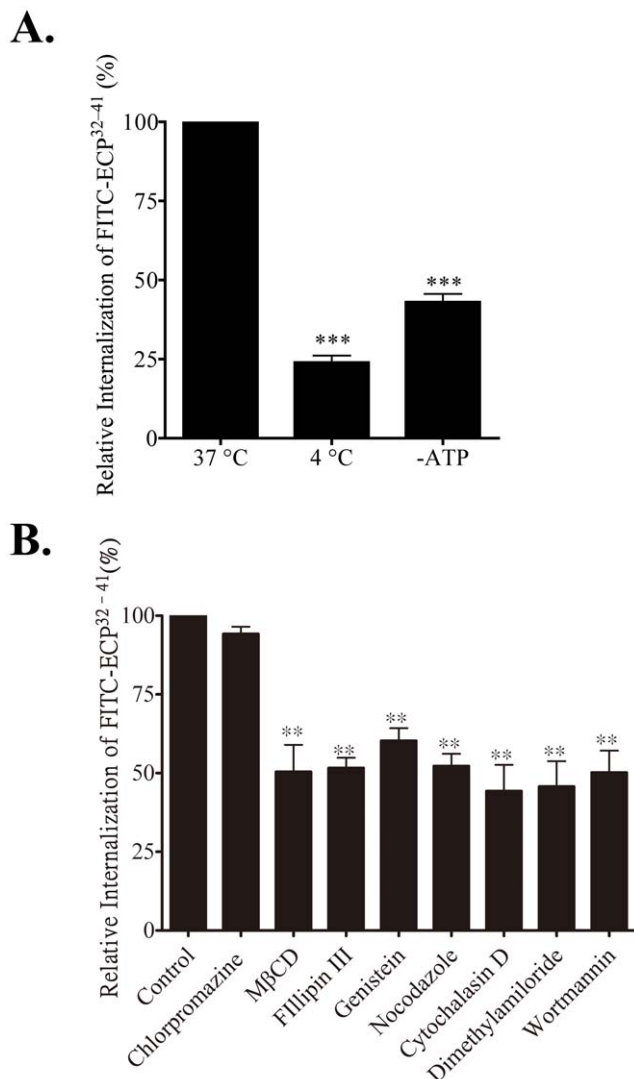 A.
Relative Internalization of FITC-ECP³²⁻⁴¹ (%)
100
75
50
25
0
***
***
37 °C 4 °C -ATP
B.
Relative Internalization of FITC-ECP³²⁻⁴¹(%)
100
75
50
25
0
** ** ** ** ** ** **
Control
Chlorpromazine
MβCD
FIllipin III
Genistein
Nocodazole
Cytochalasin D
Dimethylamiloride
Wortmannin